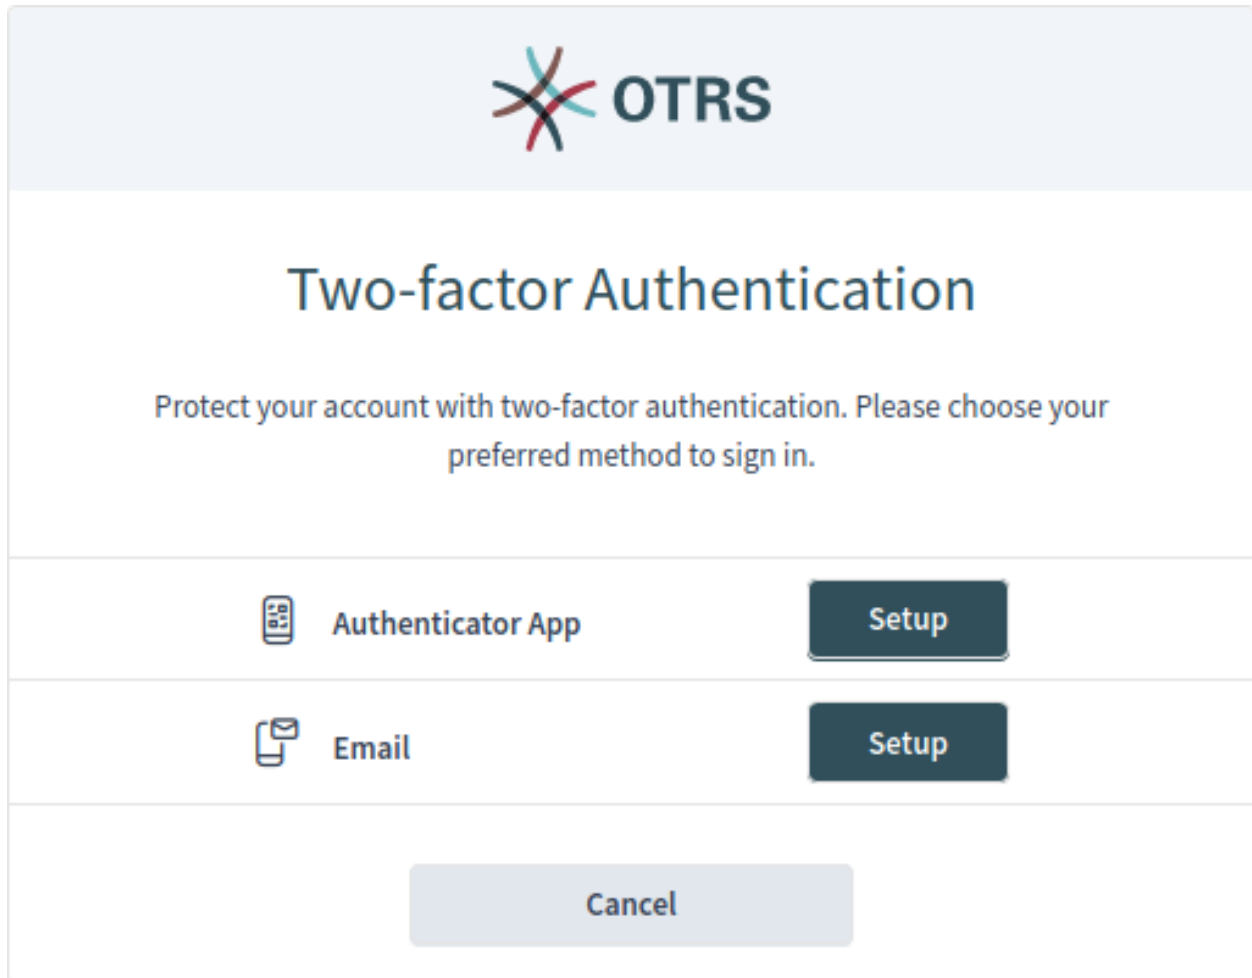 OTRS
Two-factor Authentication
Protect your account with two-factor authentication. Please choose your
preferred method to sign in.
Authenticator App Setup
Email Setup
Cancel